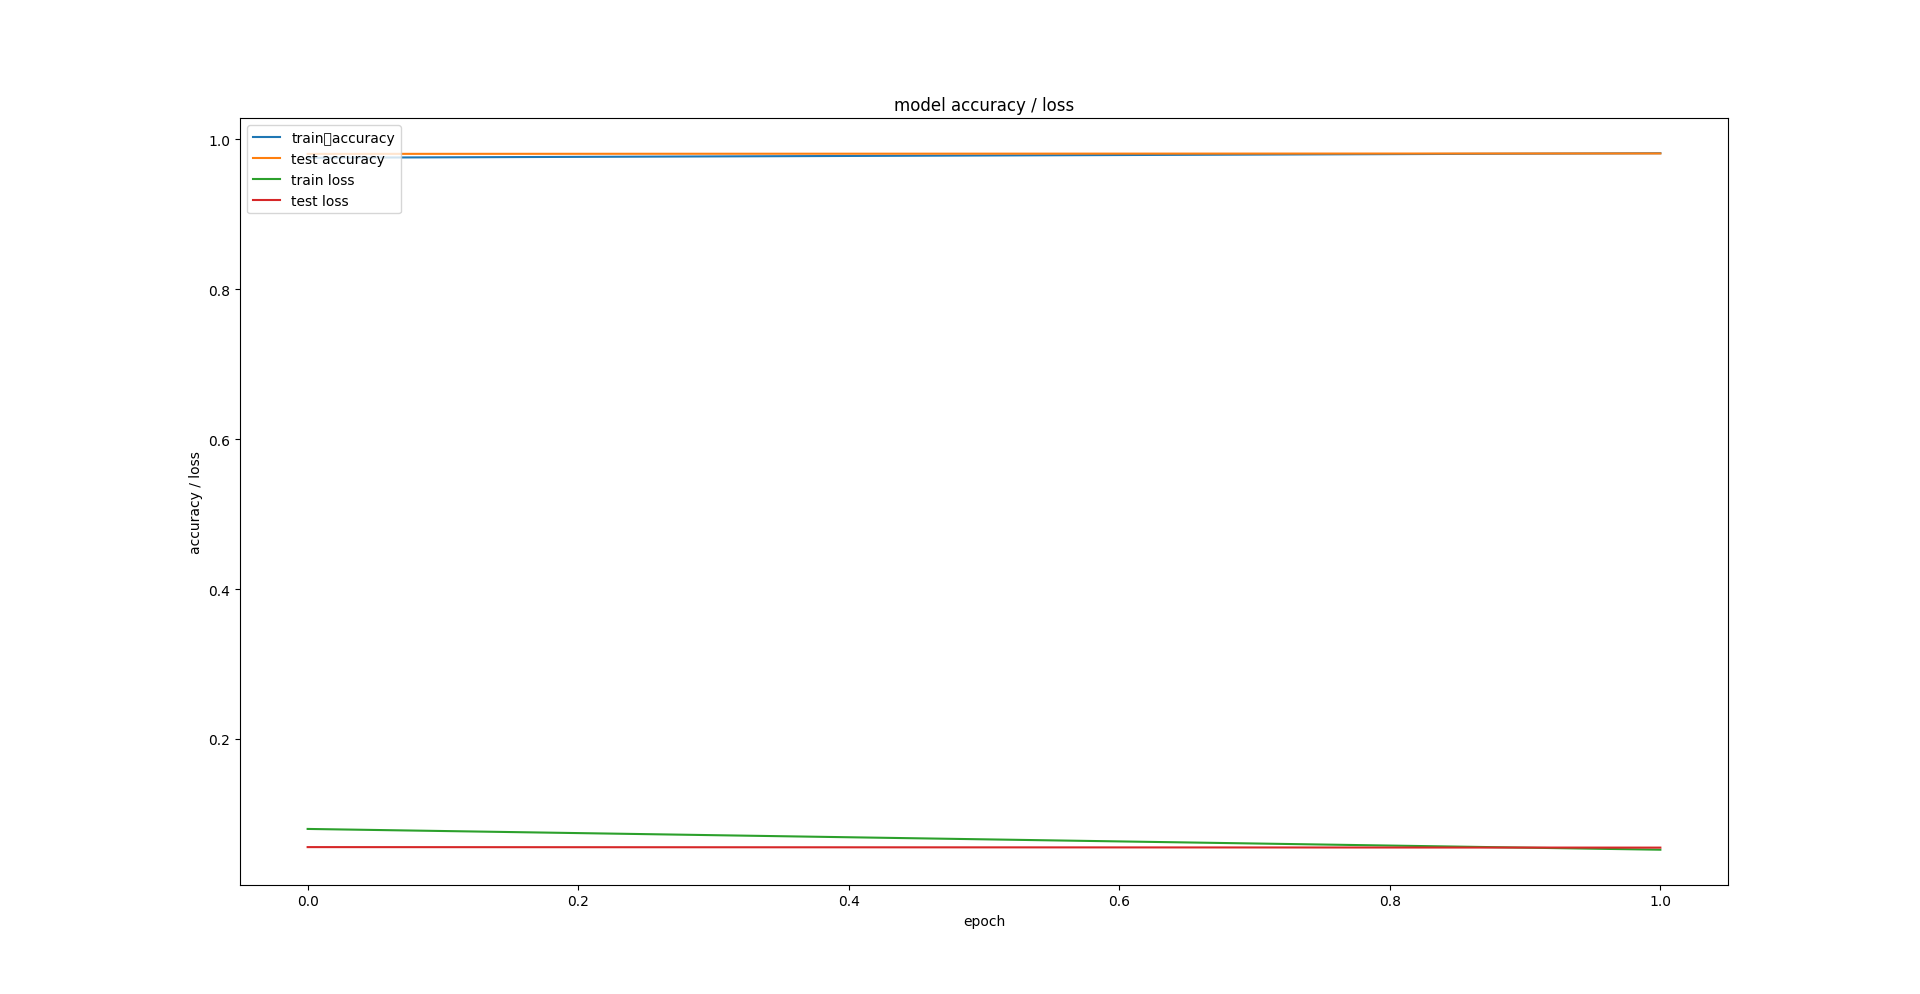 model accuracy / loss
train▯accuracy
test accuracy
train loss
test loss
1.0
0.8
0.6
0.4
0.2
accuracy / loss
0.0 0.2 0.4 0.6 0.8 1.0
epoch